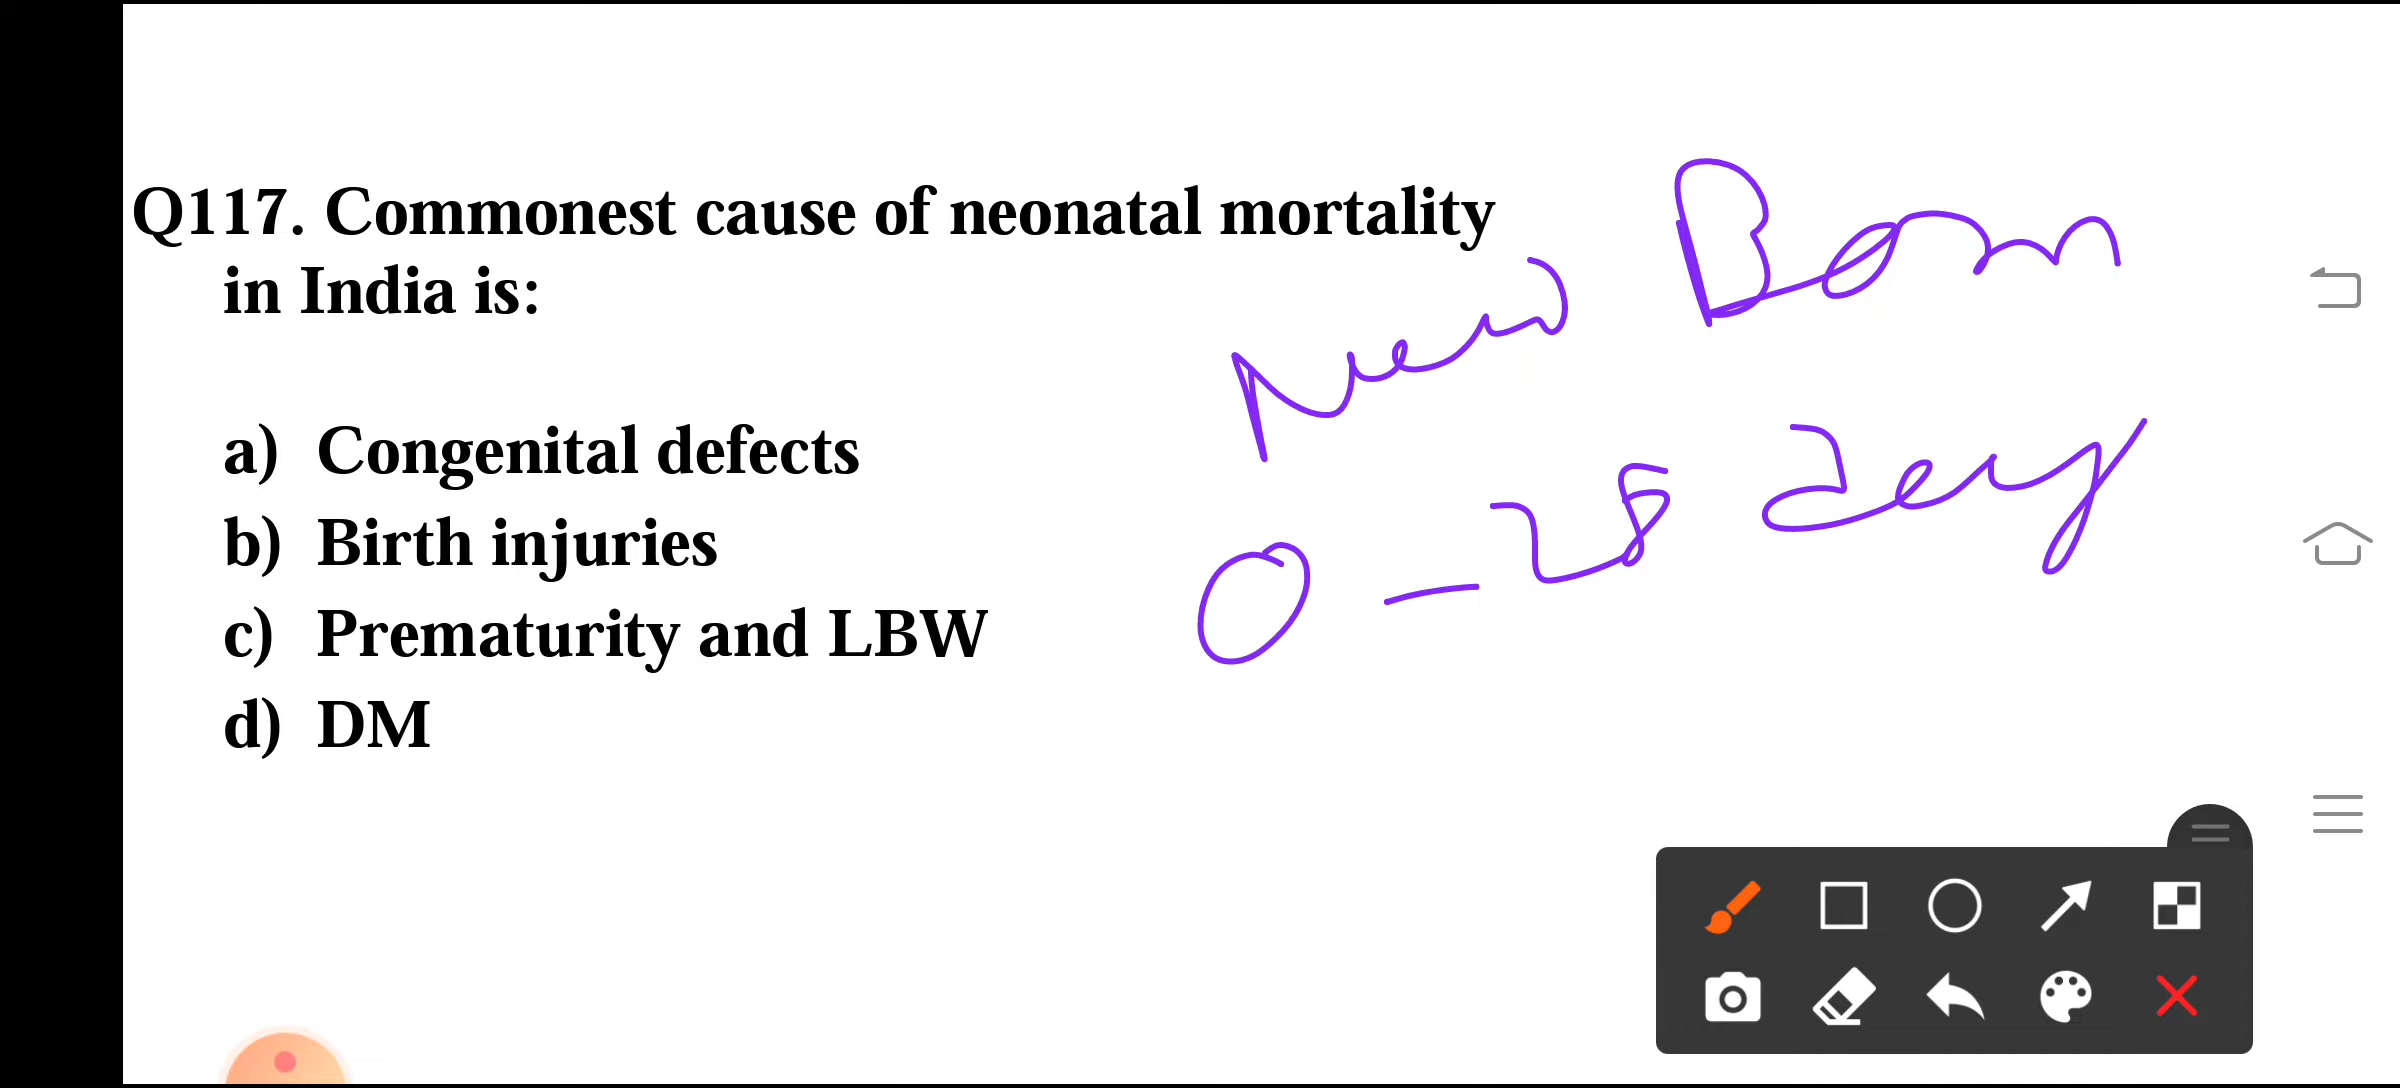 Q117. Commonest cause of neonatal mortality
in India is:
New Born
a) Congenital defects
b) Birth injuries
0 - 28 day
c) Prematurity and LBW
d) DM